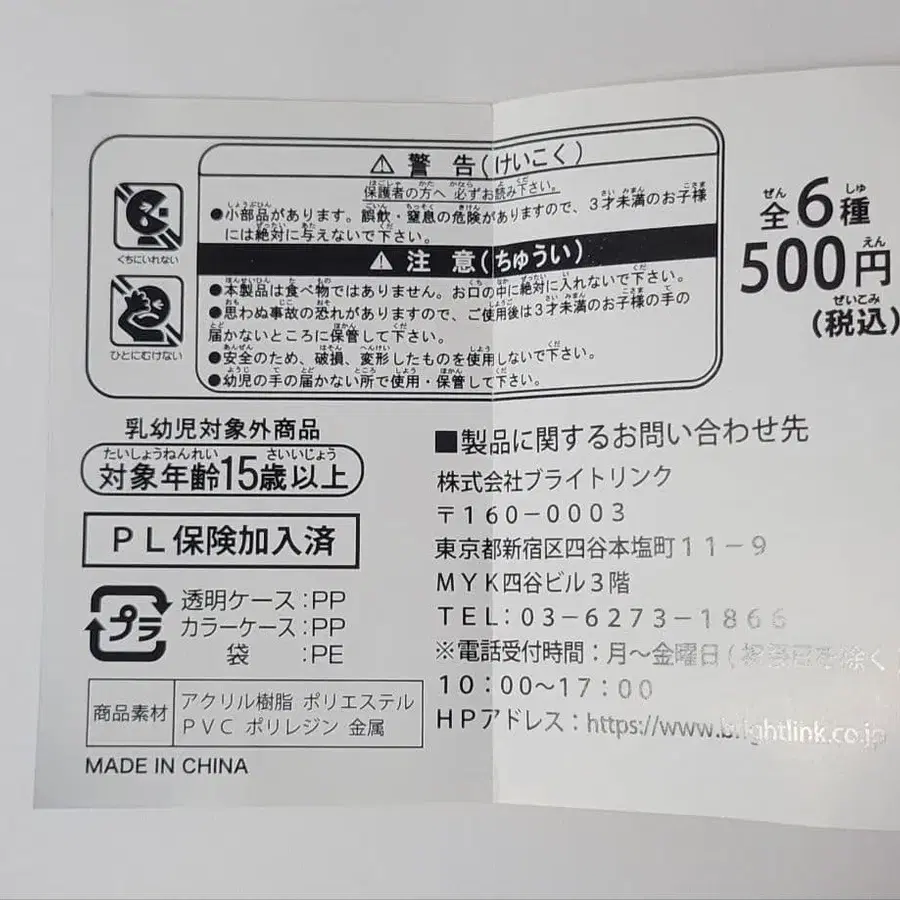 ⚠ 警告(けいこく)
保護者の方へ 必ずお読み下さい。
●小部品があります。誤飲・窒息の危険がありますので、3才未満のお子様
には絶対に与えないで下さい。
⚠ 注意(ちゅうい)
●本製品は食べ物ではありません。お口の中に絶対に入れないで下さい。
●思わぬ事故の恐れがありますので、ご使用後は3才未満のお子様の手の
届かないところに保管して下さい。
●安全のため、破損、変形したものを使用しないで下さい。
●幼児の手の届かない所で使用・保管して下さい。
くちにいれない
ひとにむけない
全6種
500円
(税込)
乳幼児対象外商品
対象年齢15歳以上
PL保険加入済
プラ
透明ケース:PP
カラーケース:PP
袋 :PE
商品素材
アクリル樹脂 ポリエステル
PVC ポリレジン 金属
MADE IN CHINA
■製品に関するお問い合わせ先
株式会社ブライトリンク
〒160-0003
東京都新宿区四谷本塩町11-9
MYK四谷ビル3階
TEL:03-6273-1866
※電話受付時間:月〜金曜日(祝祭日を除く)
10:00〜17:00
HPアドレス:https://www.brightlink.co.jp